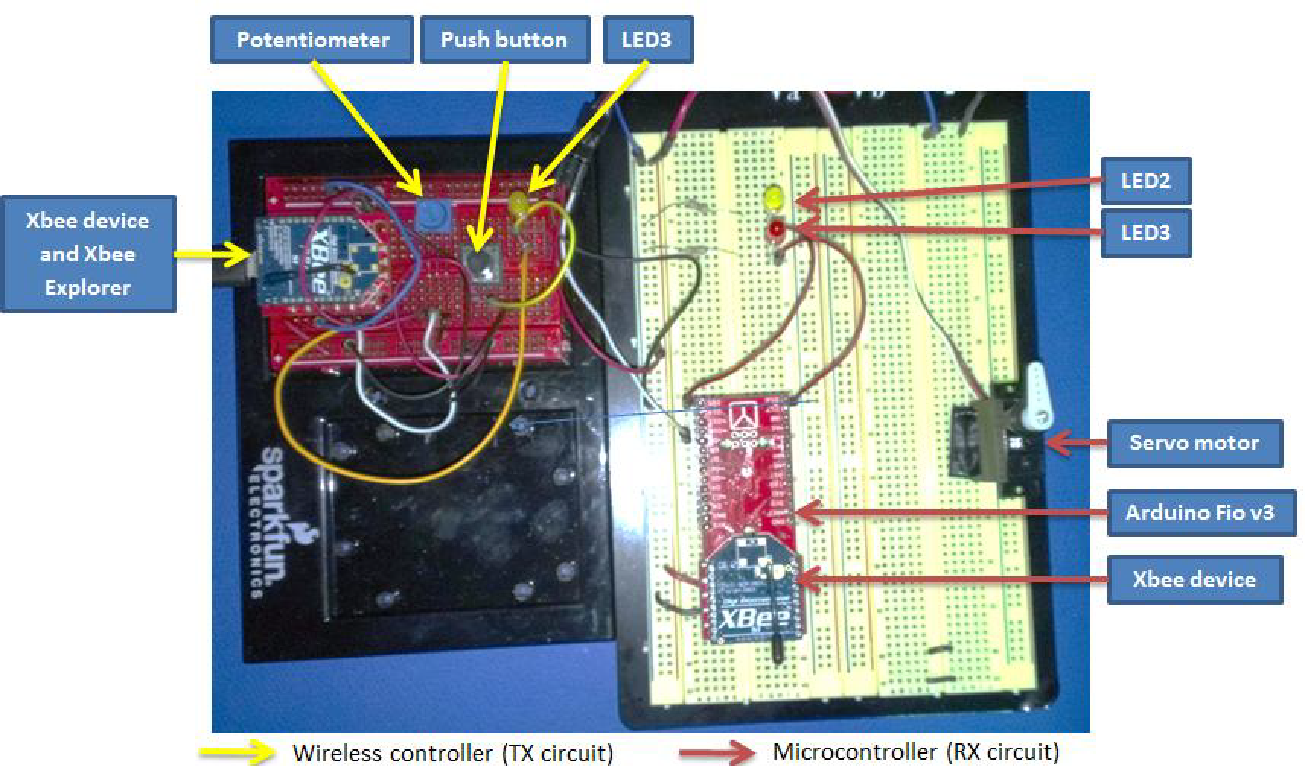 Potentiometer
Push button
LED3
Xbee device
and Xbee
Explorer
LED2
LED3
Servo motor
Arduino Fio v3
Xbee device
XBee
sparkfun
ELECTRONICS
XBee
Wireless controller (TX circuit)
Microcontroller (RX circuit)